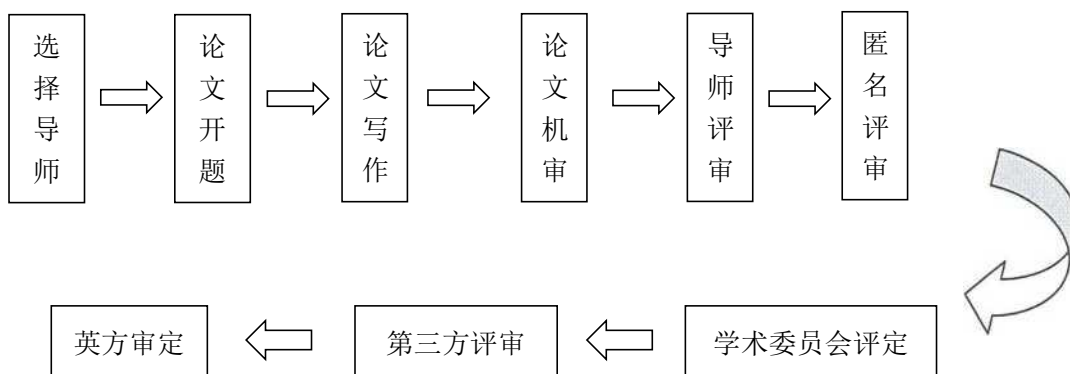 选择导师
论文开题
论文写作
论文机审
导师评审
匿名评审
学术委员会评定
第三方评审
英方审定